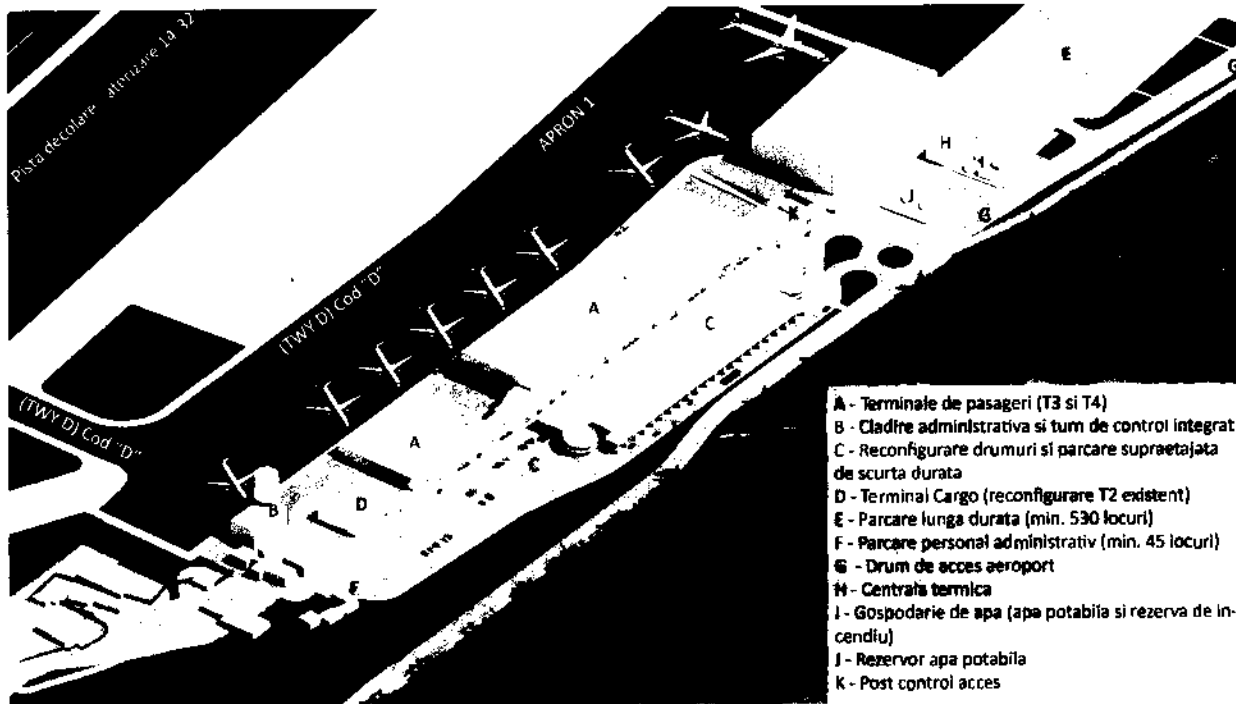 Pista decolare - aterizare 1a 32
APRON 1
(TWY D) Cod "D"
(TWY D) Cod "D"
E
G
H
H
J
G
K
A
C
A
C
D
B
F
A - Terminale de pasageri (T3 si T4)
B - Cladire administrativa si turn de control integrat
C - Reconfigurare drumuri si parcare supraetajata
de scurta durata
D - Terminal Cargo (reconfigurare T2 existent)
E - Parcare lunga durata (min. 530 locuri)
F - Parcare personal administrativ (min. 45 locuri)
G - Drum de acces aeroport
H - Centrala termica
J - Gospodarie de apa (apa potabila si rezerva de in-
cendiu)
J - Rezervor apa potabila
K - Post control acces